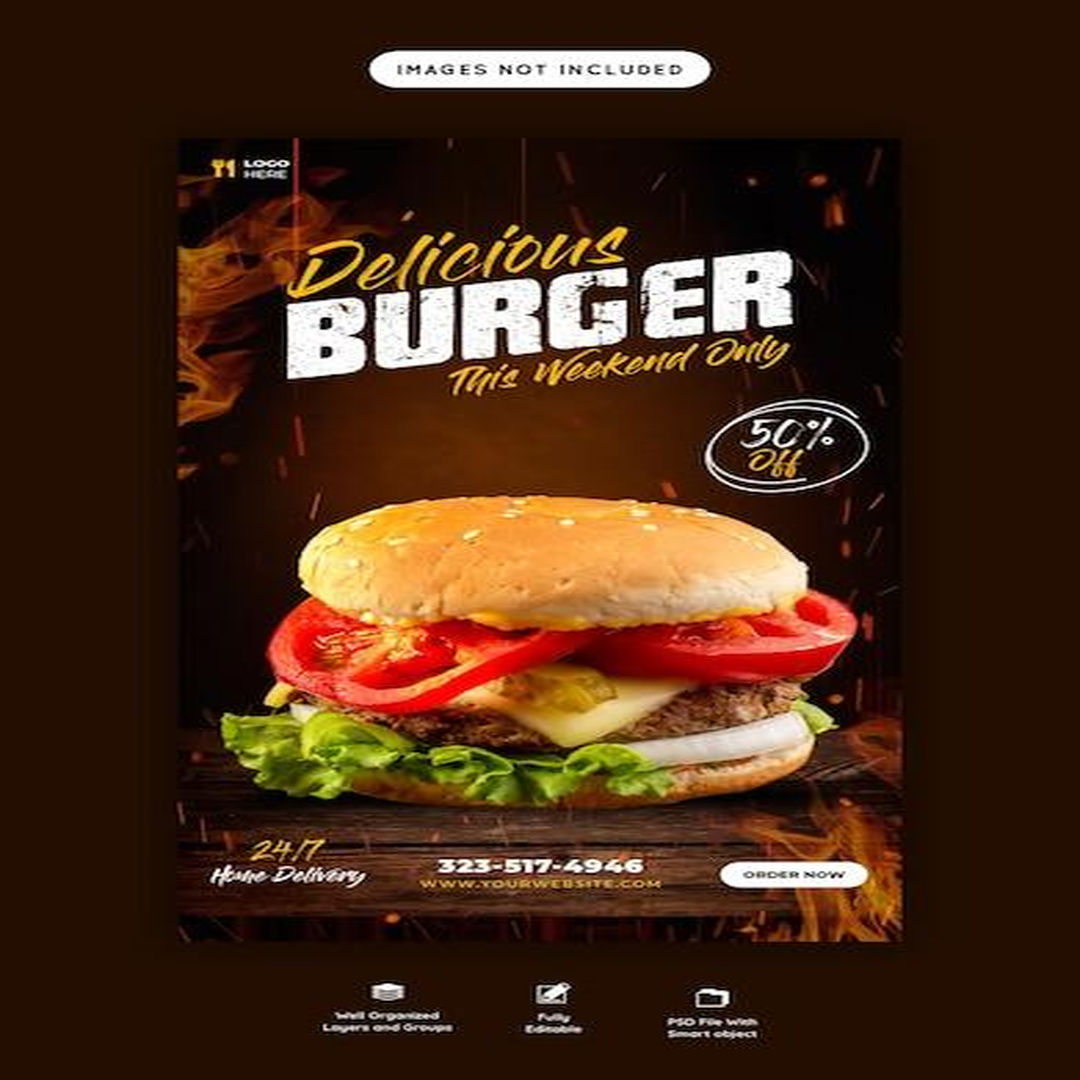 IMAGES NOT INCLUDED
LOGO
HERE
Delicious
BURGER
This Weekend Only
50%
Off
24/7
Home Delivery
323-517-4946
WWW.YOURWEBSITE.COM
ORDER NOW
Well Organized
Layers and Groups
Fully
Editable
PSD File With
Smart object